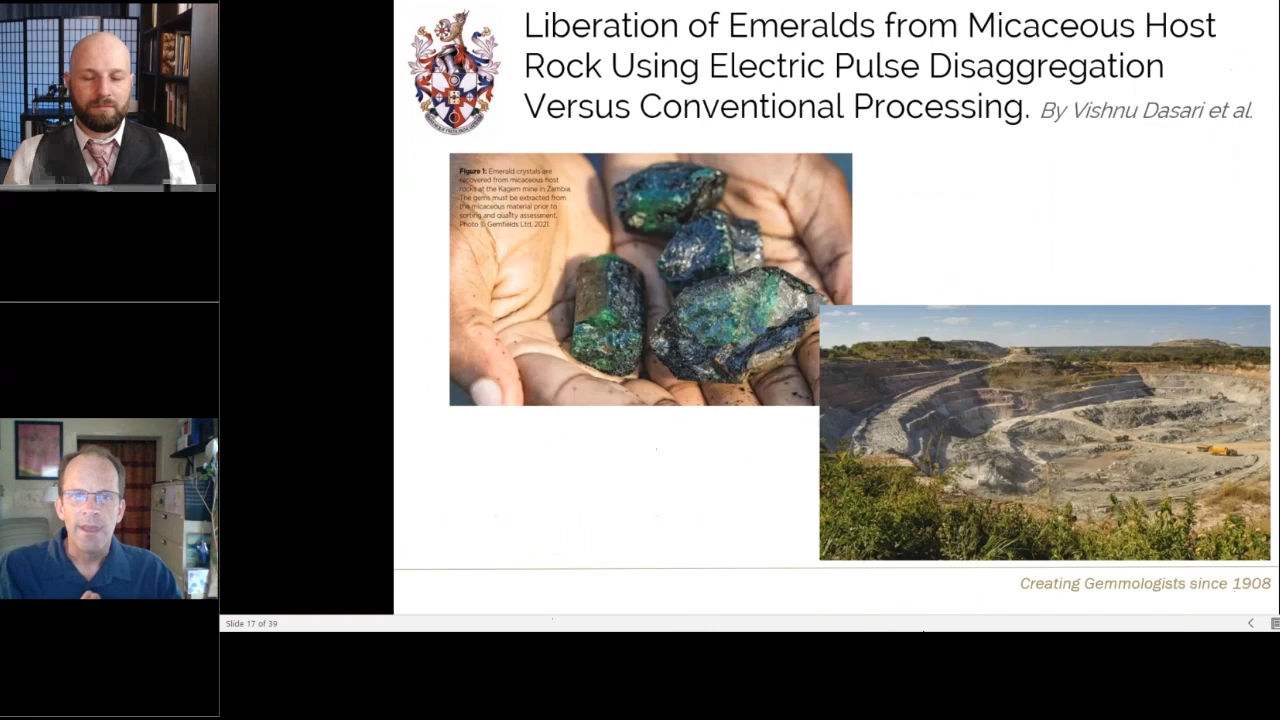 Liberation of Emeralds from Micaceous Host
Rock Using Electric Pulse Disaggregation
Versus Conventional Processing. By Vishnu Dasari et al.
Figure 1: Emerald crystals are
recovered from micaceous host
rocks at the Kagem mine in Zambia.
The gems must be extracted from
the micaceous material prior to
sorting and quality assessment.
Photo © Gemfields Ltd, 2021.
Creating Gemmologists since 1908
Slide 17 of 39